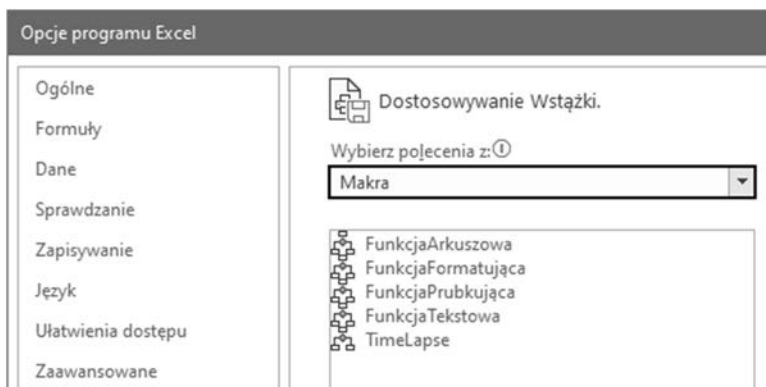 Opcje programu Excel
Ogólne
Formuły
Dane
Sprawdzanie
Zapisywanie
Język
Ułatwienia dostępu
Zaawansowane
Dostosowywanie Wstążki.
Wybierz polecenia z:
Makra
FunkcjaArkuszowa
FunkcjaFormatująca
FunkcjaPrubkująca
FunkcjaTekstowa
TimeLapse